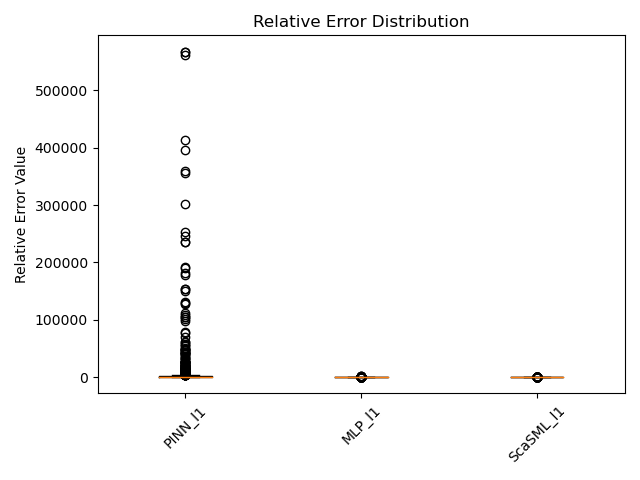 Relative Error Distribution
Relative Error Value
500000
400000
300000
200000
100000
0
PINN_l1
MLP_l1
ScaSML_l1